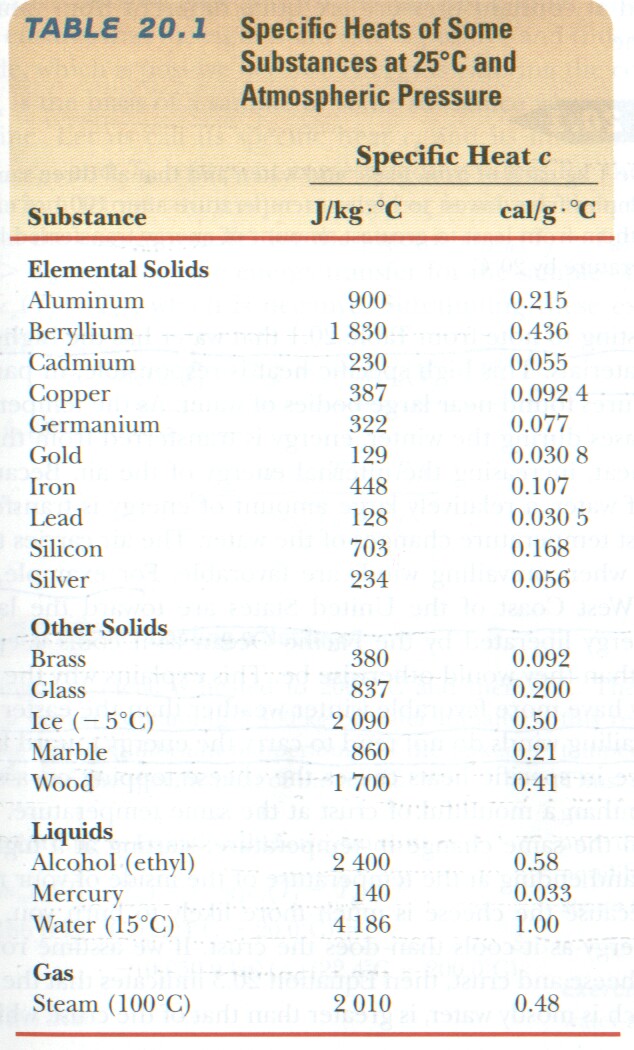 TABLE 20.1 Specific Heats of Some
Substances at 25°C and
Atmospheric Pressure
Specific Heat c
Substance J/kg·°C cal/g·°C
Elemental Solids
Aluminum 900 0.215
Beryllium 1 830 0.436
Cadmium 230 0.055
Copper 387 0.092 4
Germanium 322 0.077
Gold 129 0.030 8
Iron 448 0.107
Lead 128 0.030 5
Silicon 703 0.168
Silver 234 0.056
Other Solids
Brass 380 0.092
Glass 837 0.200
Ice (−5°C) 2 090 0.50
Marble 860 0.21
Wood 1 700 0.41
Liquids
Alcohol (ethyl) 2 400 0.58
Mercury 140 0.033
Water (15°C) 4 186 1.00
Gas
Steam (100°C) 2 010 0.48